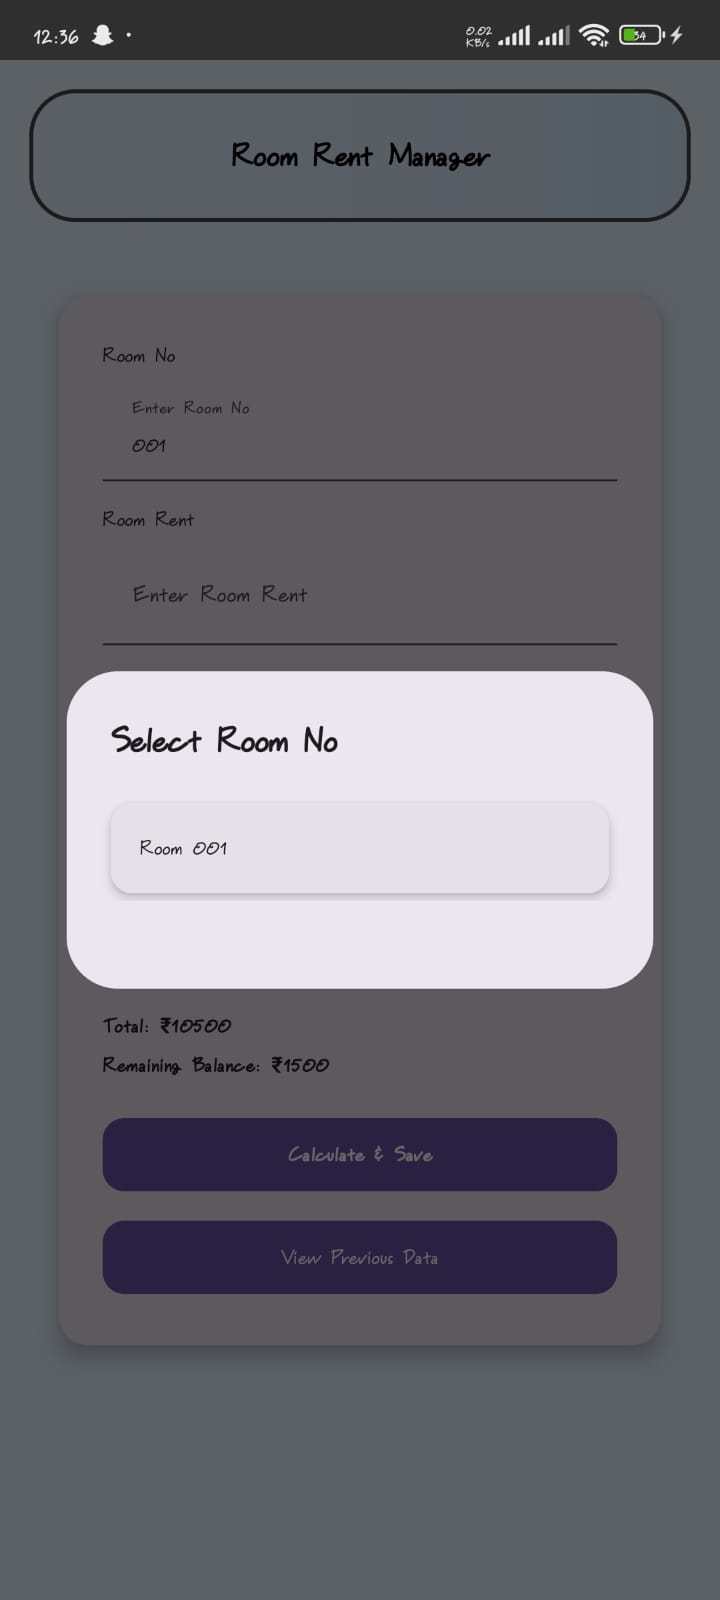 12:36
0.02
KB/s
34
Room Rent Manager
Room No
Enter Room No
001
Room Rent
Enter Room Rent
Select Room No
Room 001
Total: ₹10500
Remaining Balance: ₹1500
Calculate & Save
View Previous Data